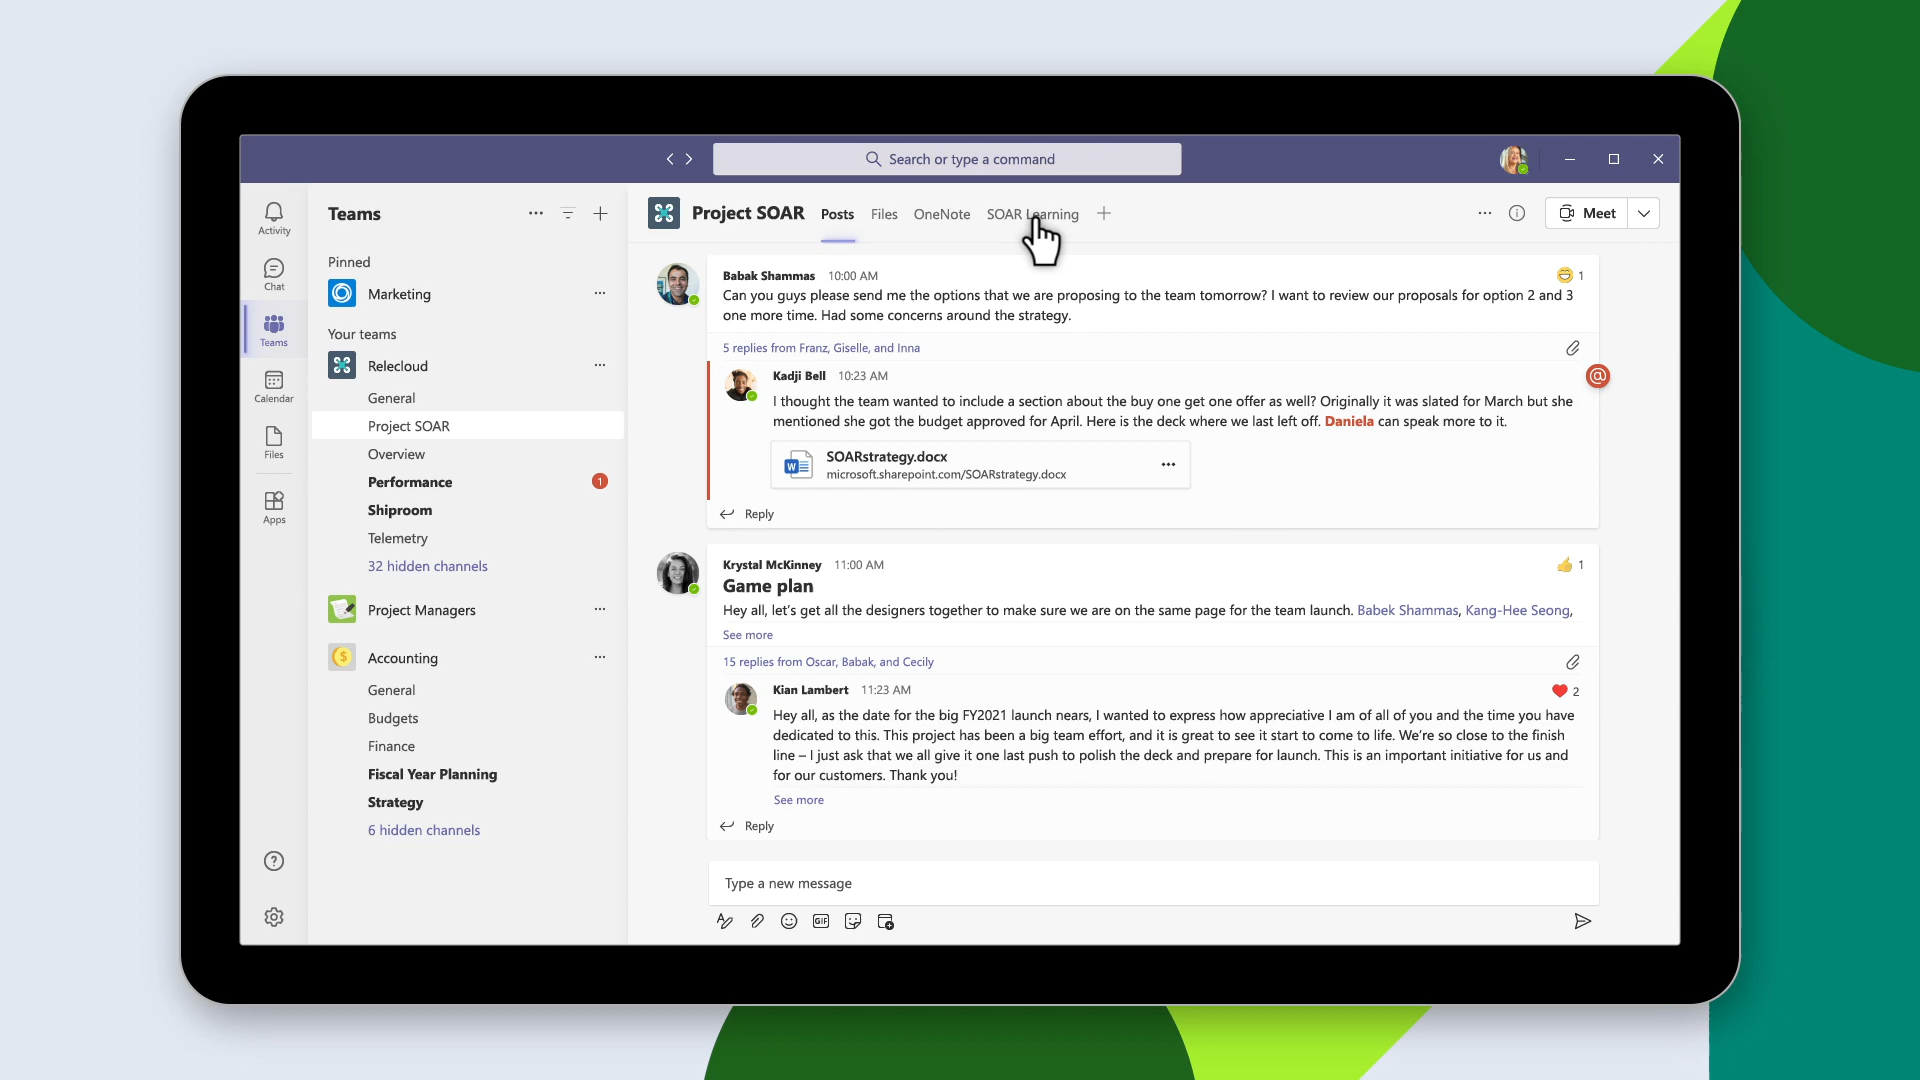 Search or type a command
Activity
Chat
Teams
Calendar
Files
Apps
Teams
Pinned
Marketing
Your teams
Relecloud
General
Project SOAR
Overview
Performance 1
Shiproom
Telemetry
32 hidden channels
Project Managers
Accounting
General
Budgets
Finance
Fiscal Year Planning
Strategy
6 hidden channels
Project SOAR Posts Files OneNote SOAR Learning
Meet
Babak Shammas 10:00 AM 1
Can you guys please send me the options that we are proposing to the team tomorrow? I want to review our proposals for option 2 and 3
one more time. Had some concerns around the strategy.
5 replies from Franz, Giselle, and Inna
Kadji Bell 10:23 AM @
I thought the team wanted to include a section about the buy one get one offer as well? Originally it was slated for March but she
mentioned she got the budget approved for April. Here is the deck where we last left off. Daniela can speak more to it.
W
SOARstrategy.docx
microsoft.sharepoint.com/SOARstrategy.docx
Reply
Krystal McKinney 11:00 AM 1
Game plan
Hey all, let's get all the designers together to make sure we are on the same page for the team launch. Babek Shammas, Kang-Hee Seong,
See more
15 replies from Oscar, Babak, and Cecily
Kian Lambert 11:23 AM 2
Hey all, as the date for the big FY2021 launch nears, I wanted to express how appreciative I am of all of you and the time you have
dedicated to this. This project has been a big team effort, and it is great to see it start to come to life. We're so close to the finish
line – I just ask that we all give it one last push to polish the deck and prepare for launch. This is an important initiative for us and
for our customers. Thank you!
See more
Reply
Type a new message
GIF